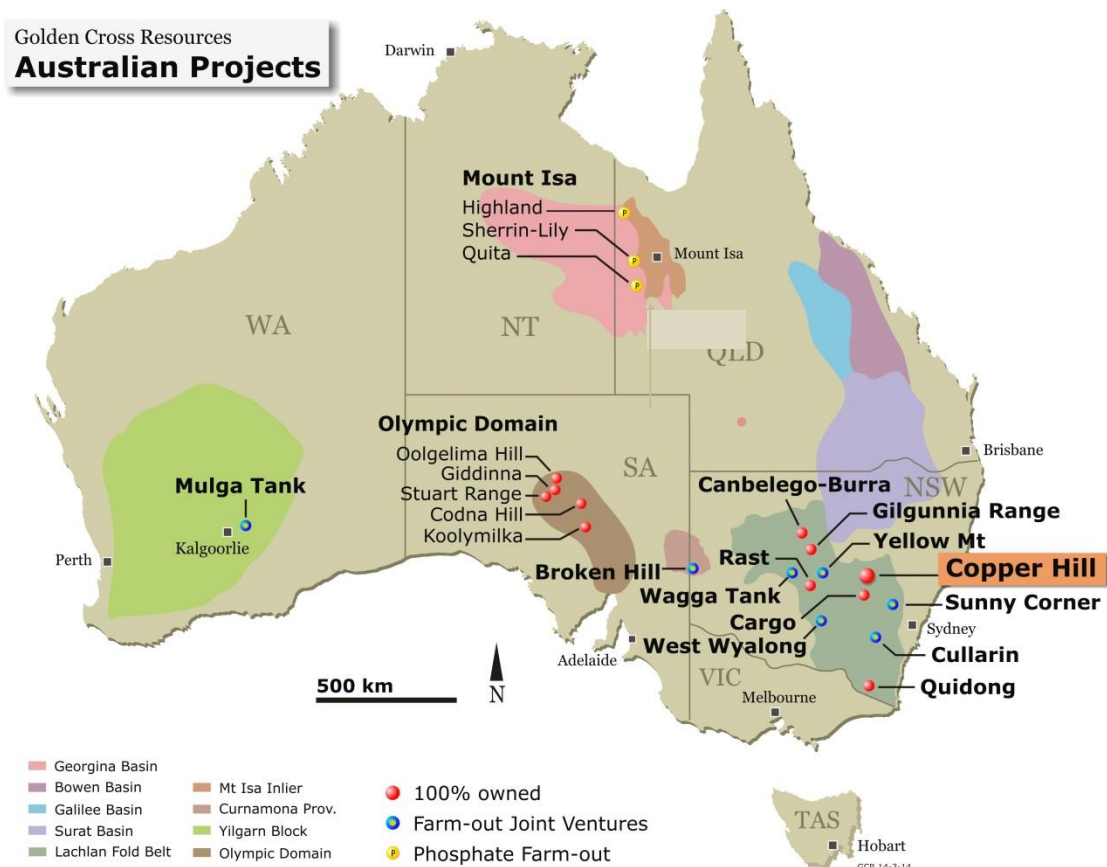 Golden Cross Resources
Australian Projects
Darwin
Mount Isa
Highland
Sherrin-Lily
Quita
P
P
P
Mount Isa
WA
NT
QLD
Olympic Domain
Oolgelima Hill
Giddinna
Stuart Range
Codna Hill
Koolymilka
SA
Brisbane
Mulga Tank
Kalgoorlie
Perth
Canbelego-Burra
NSW
Gilgunnia Range
Yellow Mt
Rast
Broken Hill
Copper Hill
Wagga Tank
Sunny Corner
Cargo
Sydney
West Wyalong
Cullarin
Adelaide
VIC
Quidong
500 km
N
Melbourne
Georgina Basin
Bowen Basin
Galilee Basin
Surat Basin
Lachlan Fold Belt
Mt Isa Inlier
Curnamona Prov.
Yilgarn Block
Olympic Domain
100% owned
Farm-out Joint Ventures
P
Phosphate Farm-out
TAS
Hobart
GCR 14-3-14